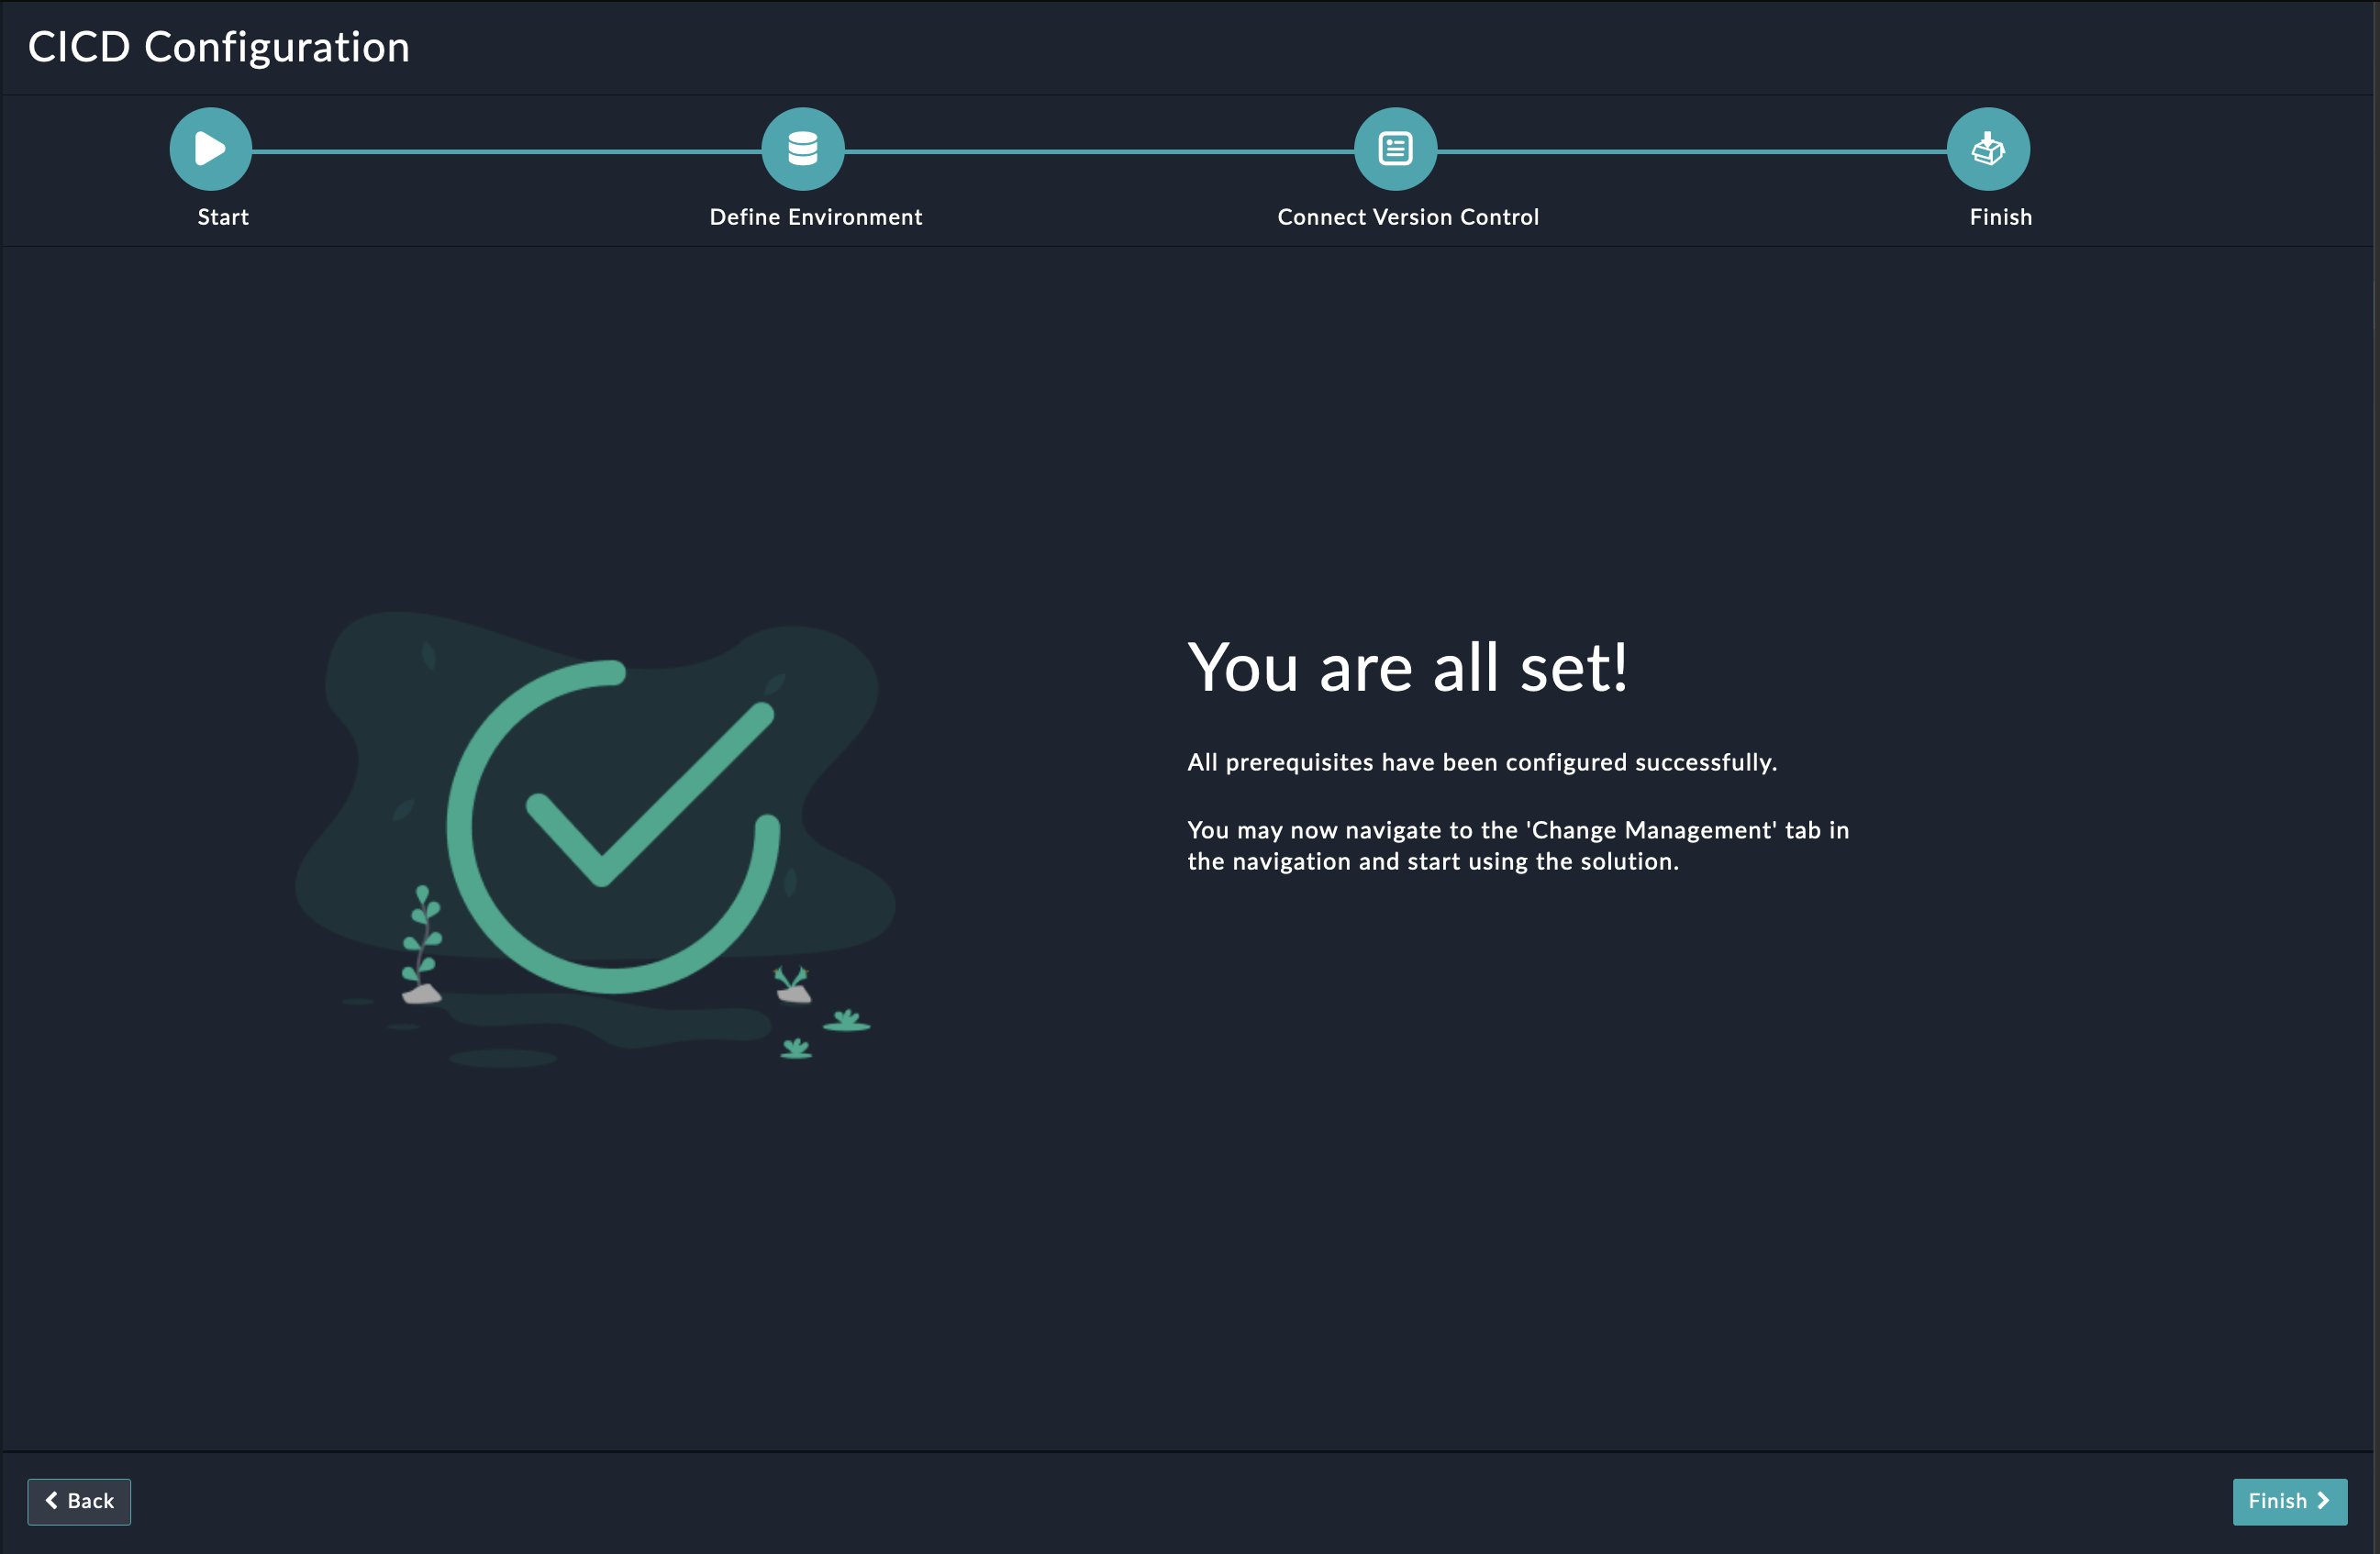 CICD Configuration
Start
Define Environment
Connect Version Control
Finish
You are all set!
All prerequisites have been configured successfully.
You may now navigate to the 'Change Management' tab in
the navigation and start using the solution.
Back
Finish